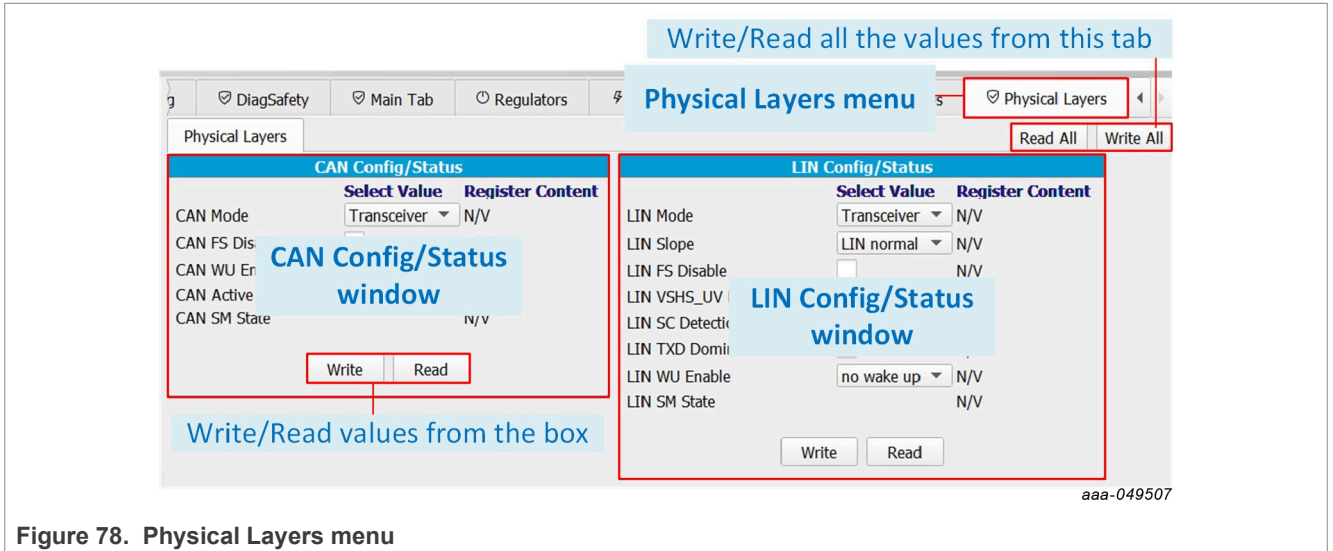 Write/Read all the values from this tab
DiagSafety Main Tab Regulators Physical Layers menu Physical Layers
Physical Layers Read All Write All
CAN Config/Status
Select Value Register Content
CAN Mode Transceiver N/V
CAN FS
CAN WU
CAN Active
CAN SM State N/V
CAN Config/Status
window
Write Read
Write/Read values from the box
LIN Config/Status
Select Value Register Content
LIN Mode Transceiver N/V
LIN Slope LIN normal N/V
LIN FS Disable N/V
LIN VSHS_UV
LIN SC
LIN TXD
LIN WU Enable no wake up N/V
LIN SM State N/V
LIN Config/Status
window
Write Read
aaa-049507
Figure 78. Physical Layers menu